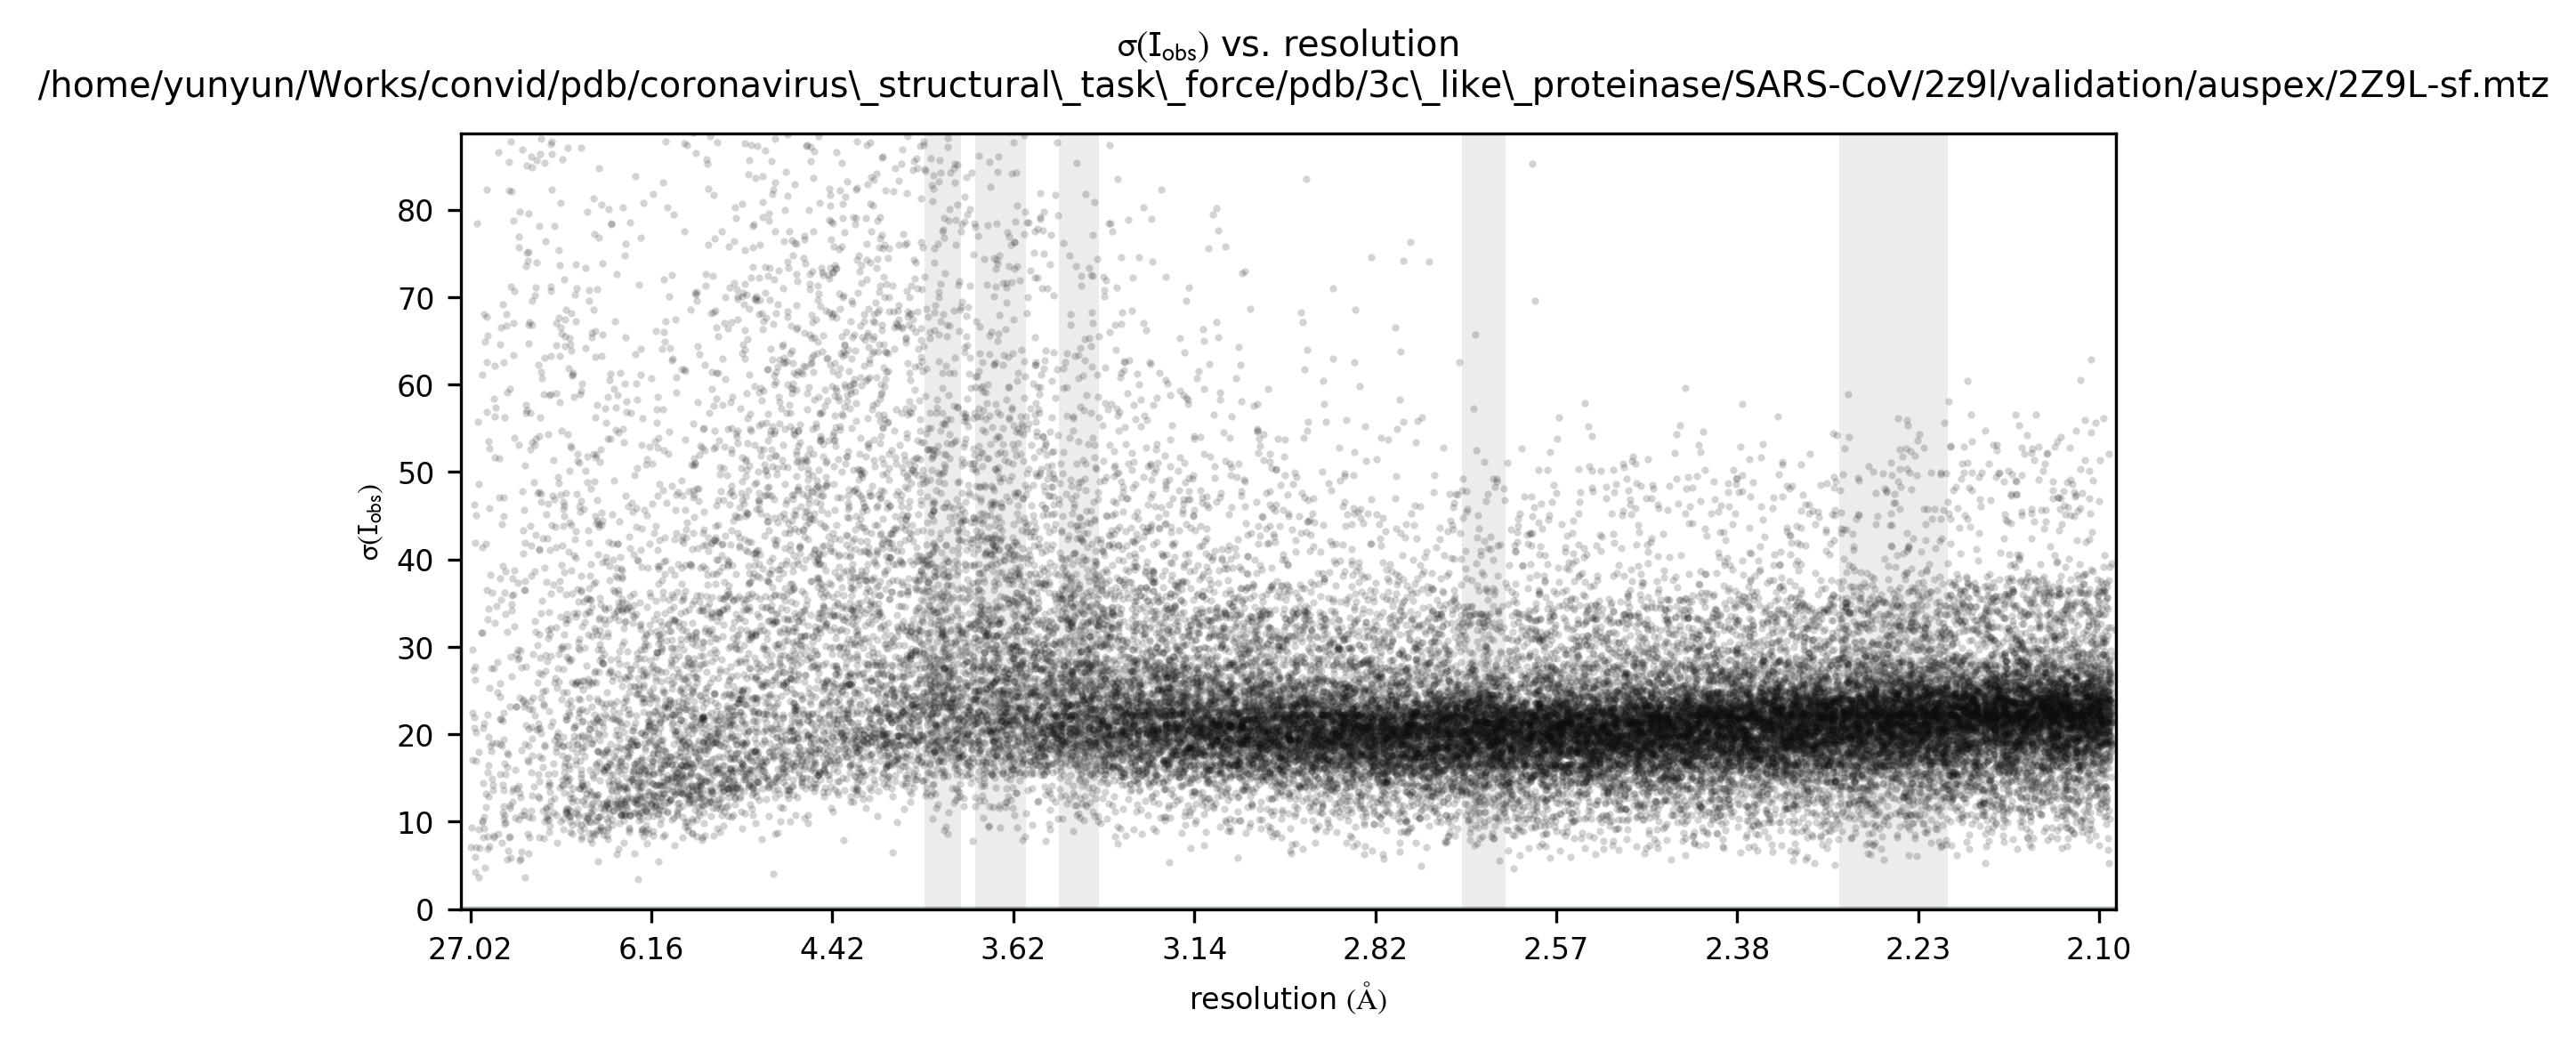 σ(I_obs) vs. resolution
/home/yunyun/Works/convid/pdb/coronavirus\_structural\_task\_force/pdb/3c\_like\_proteinase/SARS-CoV/2z9l/validation/auspex/2Z9L-sf.mtz
80
70
60
50
40
30
20
10
0
σ(I_obs)
27.02 6.16 4.42 3.62 3.14 2.82 2.57 2.38 2.23 2.10
resolution (Å)